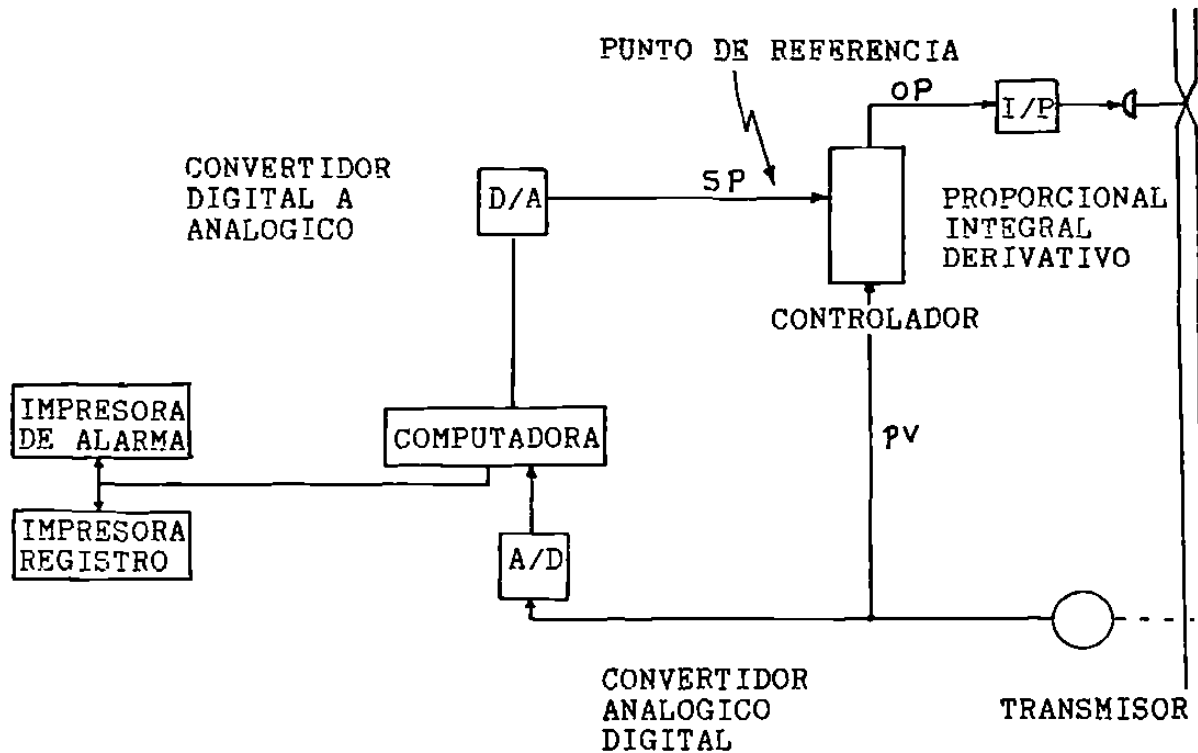 PUNTO DE REFERENCIA
OP
I/P
CONVERTIDOR
DIGITAL A
ANALOGICO
D/A
SP
PROPORCIONAL
INTEGRAL
DERIVATIVO
CONTROLADOR
IMPRESORA
DE ALARMA
COMPUTADORA
PV
IMPRESORA
REGISTRO
A/D
CONVERTIDOR
ANALOGICO
DIGITAL
TRANSMISOR